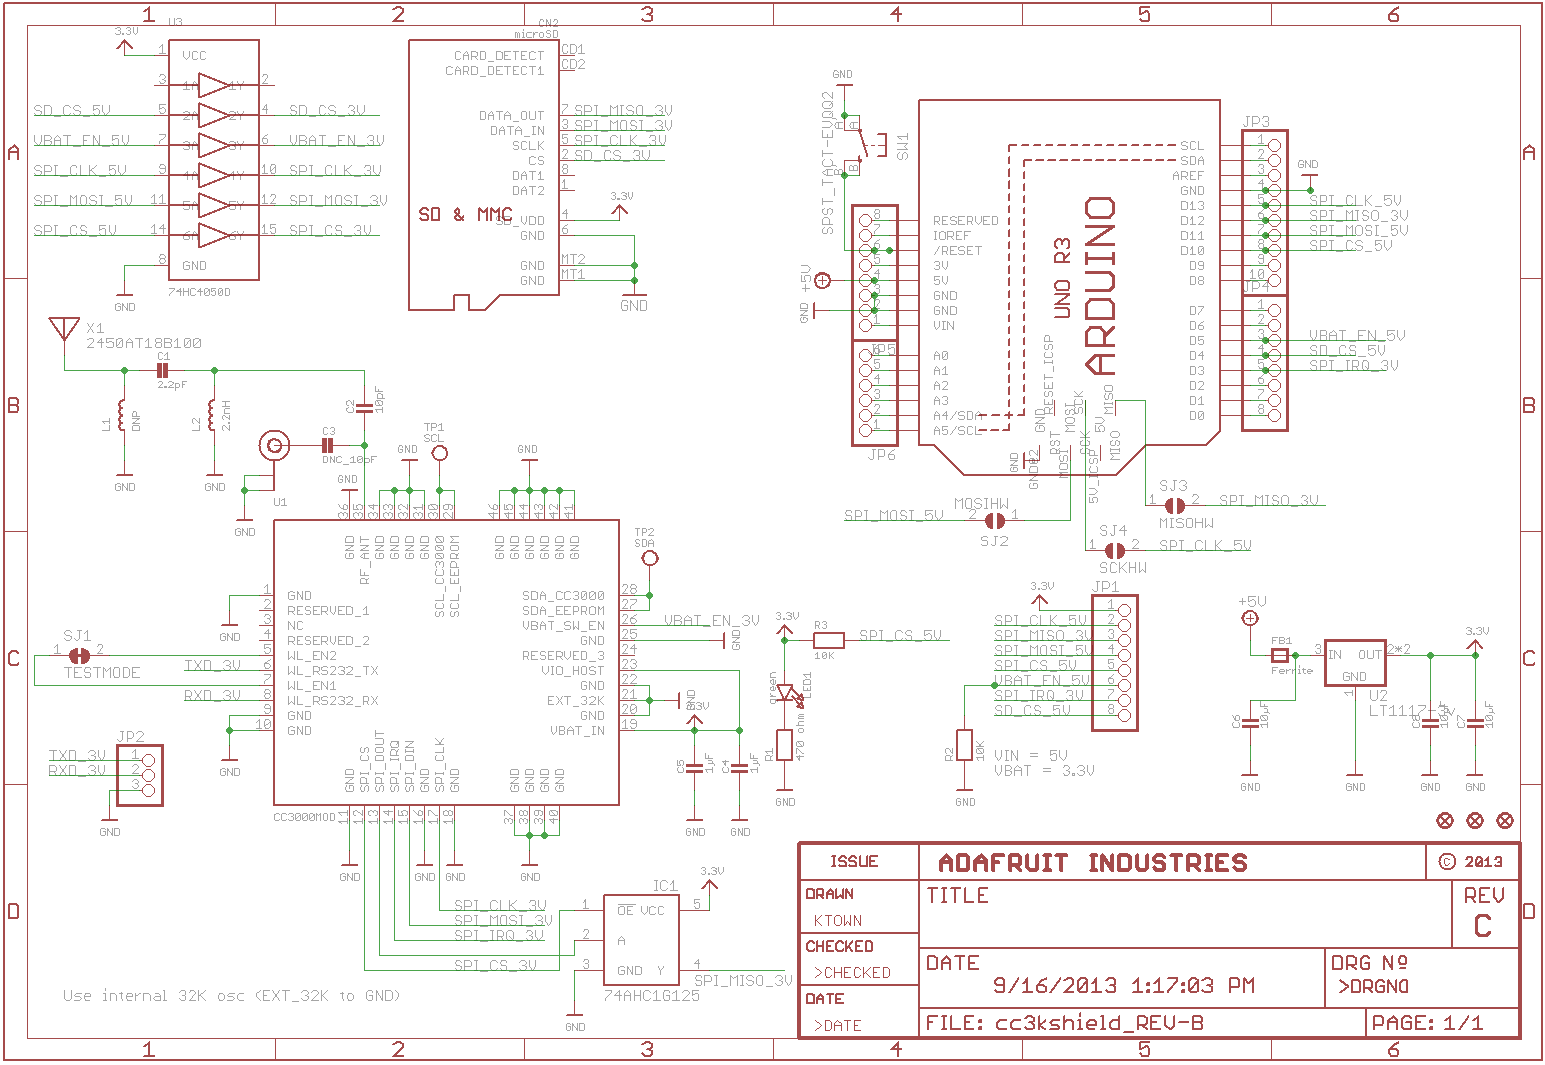 1 2 3 4 5 6
A
B
C
D
U3
3.3V
1 VCC
3 1A 1Y 2
SD_CS_5V 5 2A 2Y 4 SD_CS_3V
VBAT_EN_5V 7 3Y 6 VBAT_EN_3V
SPI_CLK_5V 9 10 SPI_CLK_3V
SPI_MOSI_5V 11 12 SPI_MOSI_3V
SPI_CS_5V 14 15 SPI_CS_3V
8 GND
74HC4050D
GND
CN2
microSD
CARD_DETECT CD1
CARD_DETECT1 CD2
DATA_OUT 7 SPI_MISO_3V
DATA_IN 3 SPI_MOSI_3V
SCLK 5 SPI_CLK_3V
CS 2 SD_CS_3V
DAT1 8
DAT2 1
SD & MMC
SD_VDD 4
3.3V
GND 6
GND MT2
GND MT1
GND
GND
SPST_TACT-EVQQ2
A A'
B B'
SW1
+5V
GND
8 RESERVED
7 IOREF
6 /RESET
5 3V
4 5V
3 GND
2 GND
1 VIN
JP5
6 A0
5 A1
4 A2
3 A3
2 A4/SDA
1 A5/SCL
JP6
UNO R3
ARDUINO
JP3
SCL 1
SDA 2
AREF 3
GND 4
GND
D13 5 SPI_CLK_5V
D12 6 SPI_MISO_3V
D11 7 SPI_MOSI_5V
D10 8 SPI_CS_5V
D9 9
D8 10
JP4
D7 1
D6 2
D5 3 VBAT_EN_5V
D4 4 SD_CS_5V
D3 5 SPI_IRQ_3V
D2 6
D1 7
D0 8
GND
RESET_ICSP
SCK
MISO
MOSI
5V
GND@2
RST
MOSI
SCK
5V_ICSP
MISO
GND
SPI_MOSI_5V 2 MOSIHW 1
SJ2
SJ3
1 2 SPI_MISO_3V
MISOHW
SJ4
1 2 SPI_CLK_5V
SCKHW
X1
2450AT18B100
C1
2.2pF
L1
DNP
L2
2.2nH
C2
10pF
C3
DNC_10pF
U1
GND
GND
GND
GND
GND
TP1
SCL
GND
36 35 34 33 32 31 30 29 46 45 44 43 42 41
GND RF_ANT GND GND GND GND SCL_CC3000 SCL_EEPROM GND GND GND GND GND GND
TP2
SDA
1 GND
2 RESERVED_1
3 NC
4 RESERVED_2
5 WL_EN2
6 WL_RS232_TX
7 WL_EN1
8 WL_RS232_RX
9 GND
10 GND
GND
SJ1
1 2
TESTMODE
TXD_3V
RXD_3V
GND
SDA_CC3000 28
SDA_EEPROM 27
VBAT_SW_EN 26 VBAT_EN_3V
GND 25 GND
RESERVED_3 24
VIO_HOST 23
GND 22
EXT_32K 21 GND
GND 20
VBAT_IN 19
3.3V
GND SPI_CS SPI_DOUT SPI_IRQ SPI_DIN GND SPI_CLK GND GND GND GND GND
11 12 13 14 15 16 17 18 37 38 39 40
CC3000MOD
GND GND GND GND
C5
1µF
C4
1µF
GND GND
JP2
TXD_3V 1
RXD_3V 2
3
GND
3.3V
R3
10K
SPI_CS_5V
green
LED1
R1
470 ohm
GND
JP1
3.3V
1
SPI_CLK_5V 2
SPI_MISO_3V 3
SPI_MOSI_5V 4
SPI_CS_5V 5
VBAT_EN_5V 6
SPI_IRQ_3V 7
SD_CS_5V 8
R2
10K
VIN = 5V
VBAT = 3.3V
GND
+5V
FB1
Ferrite
3 IN OUT 2*2
GND
1
U2
LT1117-3V
3.3V
C6
10µF
C8
10µF
C7
10µF
GND GND GND GND
SPI_CLK_3V
SPI_MOSI_3V
SPI_IRQ_3V
SPI_CS_3V
IC1
1 OE VCC 5
3.3V
2 A
3 GND Y 4
SPI_MISO_3V
74AHC1G125
GND
Use internal 32K osc (EXT_32K to GND)
ISSUE
ADAFRUIT INDUSTRIES
© 2013
DRAWN
KTOWN
TITLE
REV
C
CHECKED
>CHECKED
DATE
9/16/2013 1:17:03 PM
DRG Nº
>DRGNO
DATE
>DATE
FILE: cc3kshield_REV-B
PAGE: 1/1
1 2 3 4 5 6
A
B
C
D